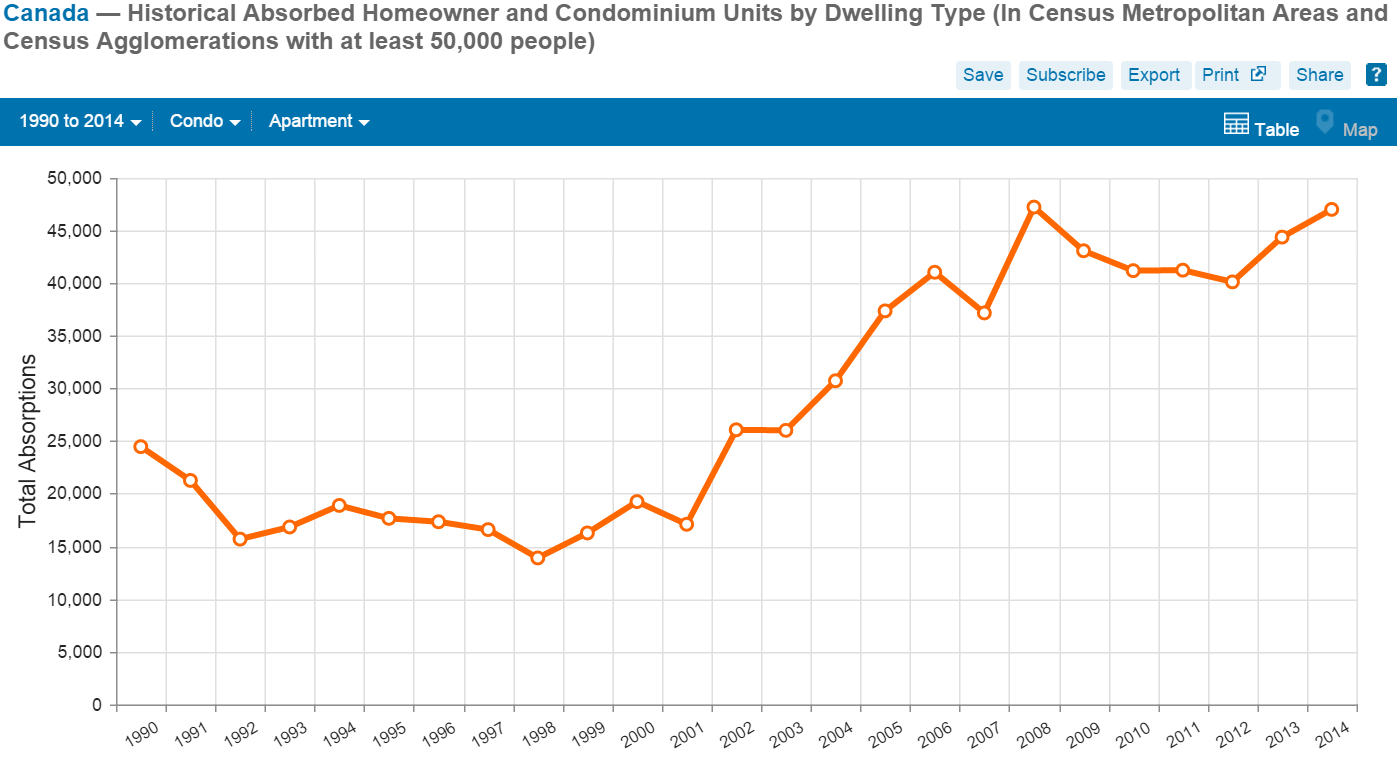 Canada — Historical Absorbed Homeowner and Condominium Units by Dwelling Type (In Census Metropolitan Areas and
Census Agglomerations with at least 50,000 people)
Save Subscribe Export Print Share ?
1990 to 2014 Condo Apartment Table Map
50,000
45,000
40,000
35,000
30,000
25,000
20,000
15,000
10,000
5,000
0
Total Absorptions
1990 1991 1992 1993 1994 1995 1996 1997 1998 1999 2000 2001 2002 2003 2004 2005 2006 2007 2008 2009 2010 2011 2012 2013 2014